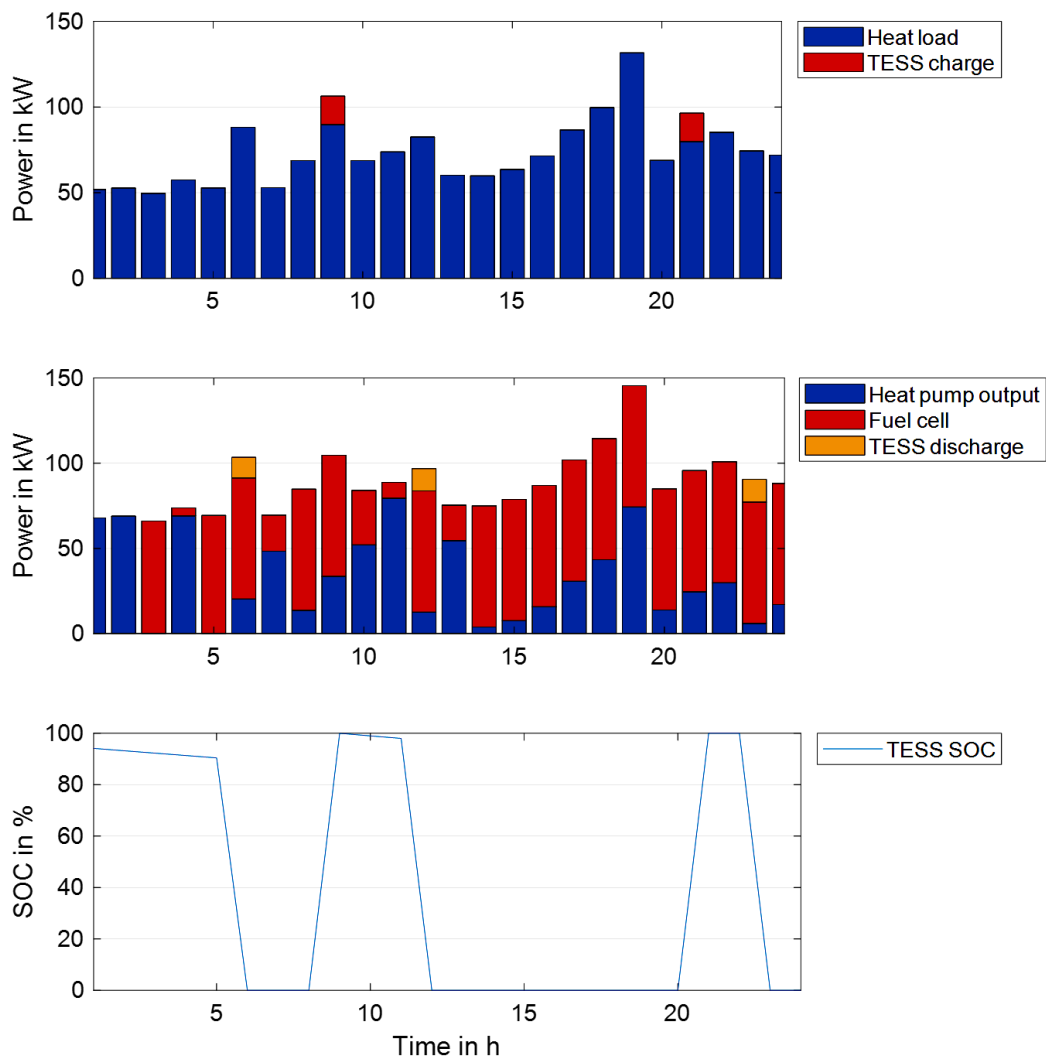 150
Heat load
TESS charge
100
50
0
Power in kW
5
10
15
20
150
Heat pump output
Fuel cell
TESS discharge
100
50
0
Power in kW
5
10
15
20
100
TESS SOC
80
60
40
20
0
SOC in %
5
10
15
20
Time in h